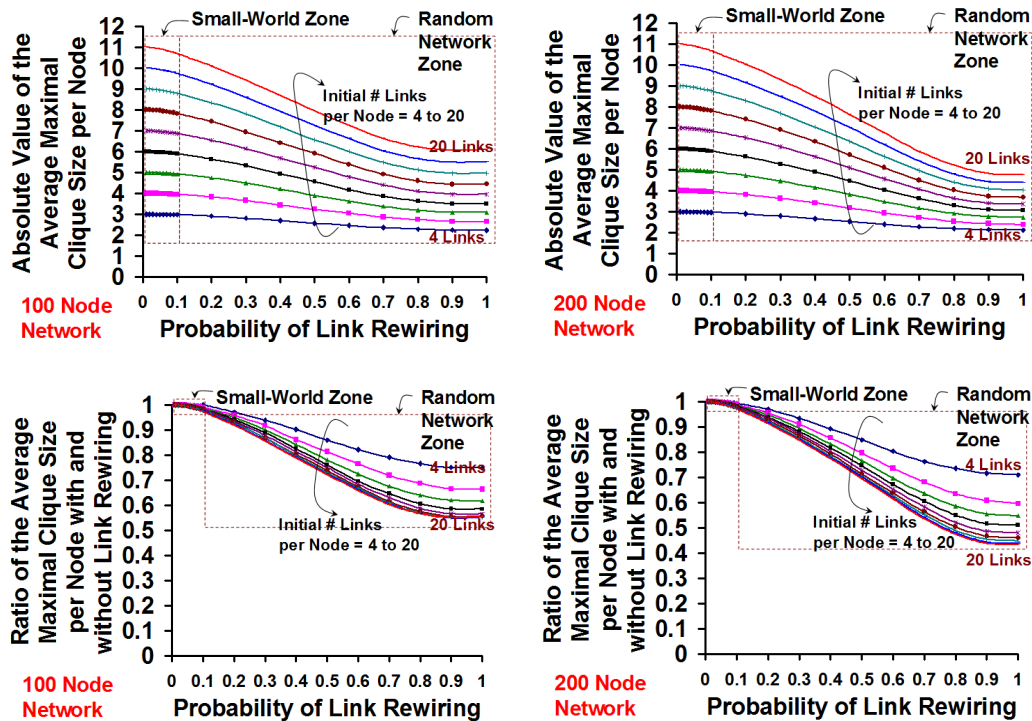 Small-World Zone
Random
Network
Zone
Absolute Value of the
Average Maximal
Clique Size per Node
12
11
10
9
8
7
6
5
4
3
2
1
0
Initial # Links
per Node = 4 to 20
20 Links
4 Links
0 0.1 0.2 0.3 0.4 0.5 0.6 0.7 0.8 0.9 1
100 Node
Network
Probability of Link Rewiring
Small-World Zone
Random
Network
Zone
Absolute Value of the
Average Maximal
Clique Size per Node
12
11
10
9
8
7
6
5
4
3
2
1
0
Initial # Links
per Node = 4 to 20
20 Links
4 Links
0 0.1 0.2 0.3 0.4 0.5 0.6 0.7 0.8 0.9 1
200 Node
Network
Probability of Link Rewiring
Small-World Zone
Random
Network
Zone
Ratio of the Average
Maximal Clique Size
per Node with and
without Link Rewiring
1
0.9
0.8
0.7
0.6
0.5
0.4
0.3
0.2
0.1
0
4 Links
20 Links
Initial # Links
per Node = 4 to 20
0 0.1 0.2 0.3 0.4 0.5 0.6 0.7 0.8 0.9 1
100 Node
Network
Probability of Link Rewiring
Small-World Zone
Random
Network
Zone
Ratio of the Average
Maximal Clique Size
per Node with and
without Link Rewiring
1
0.9
0.8
0.7
0.6
0.5
0.4
0.3
0.2
0.1
0
4 Links
Initial # Links
per Node = 4 to 20
20 Links
0 0.1 0.2 0.3 0.4 0.5 0.6 0.7 0.8 0.9 1
200 Node
Network
Probability of Link Rewiring